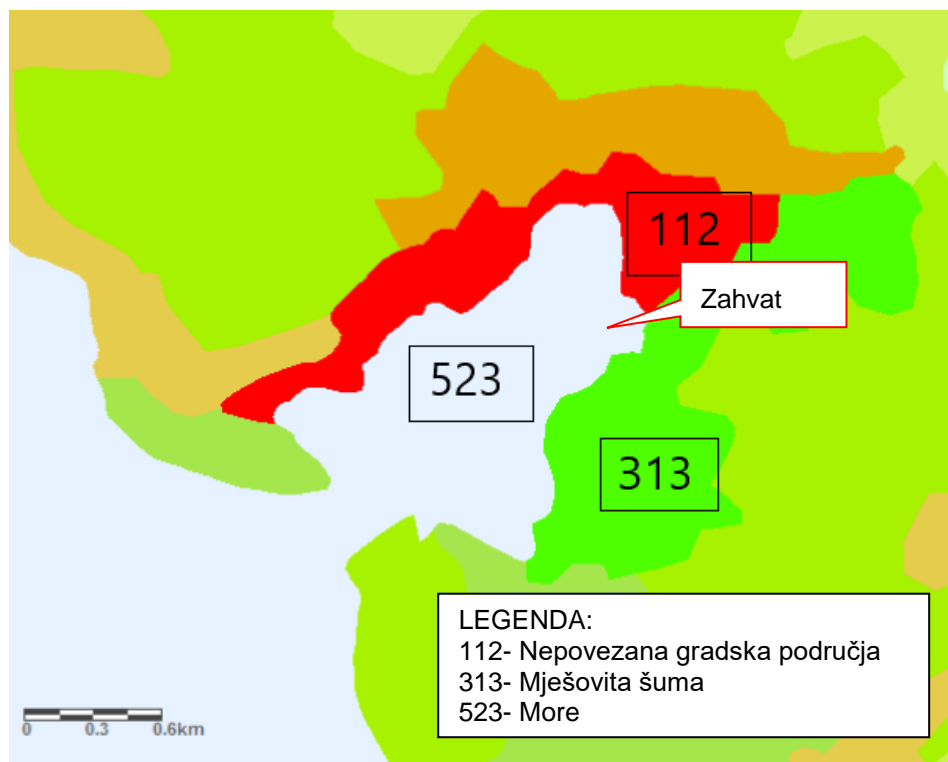 112
Zahvat
523
313
LEGENDA:
112- Nepovezana gradska područja
313- Mješovita šuma
523- More
0 0.3 0.6km